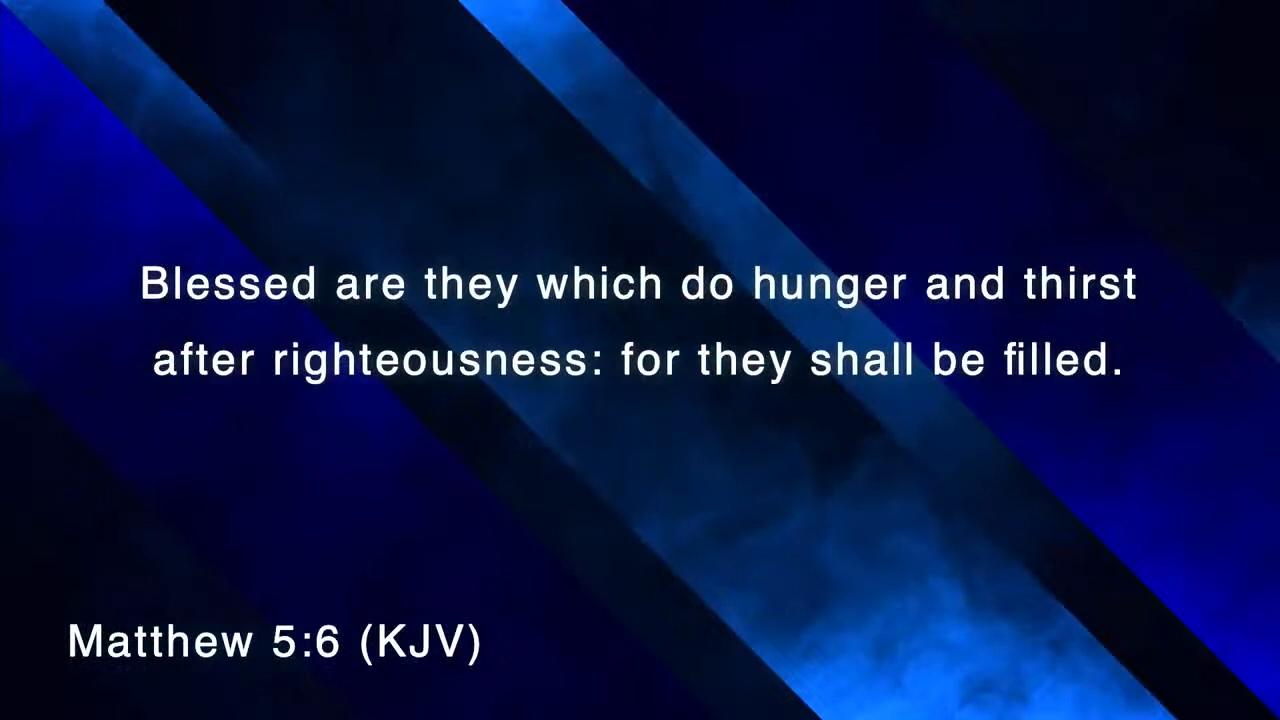 Blessed are they which do hunger and thirst
after righteousness: for they shall be filled.
Matthew 5:6 (KJV)